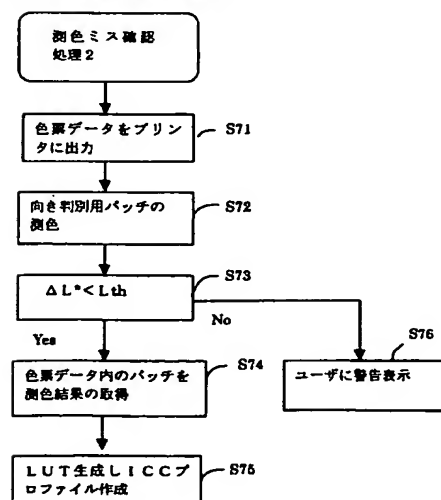 測色ミス確認
処理2
色票データをプリン
タに出力
S71
向き判別用パッチの
測色
S72
ΔL*<Lth
S73
No
Yes
S76
ユーザに警告表示
S74
色票データ内のパッチを
測色結果の取得
LUT生成しICCプ
ロファイル作成
S75